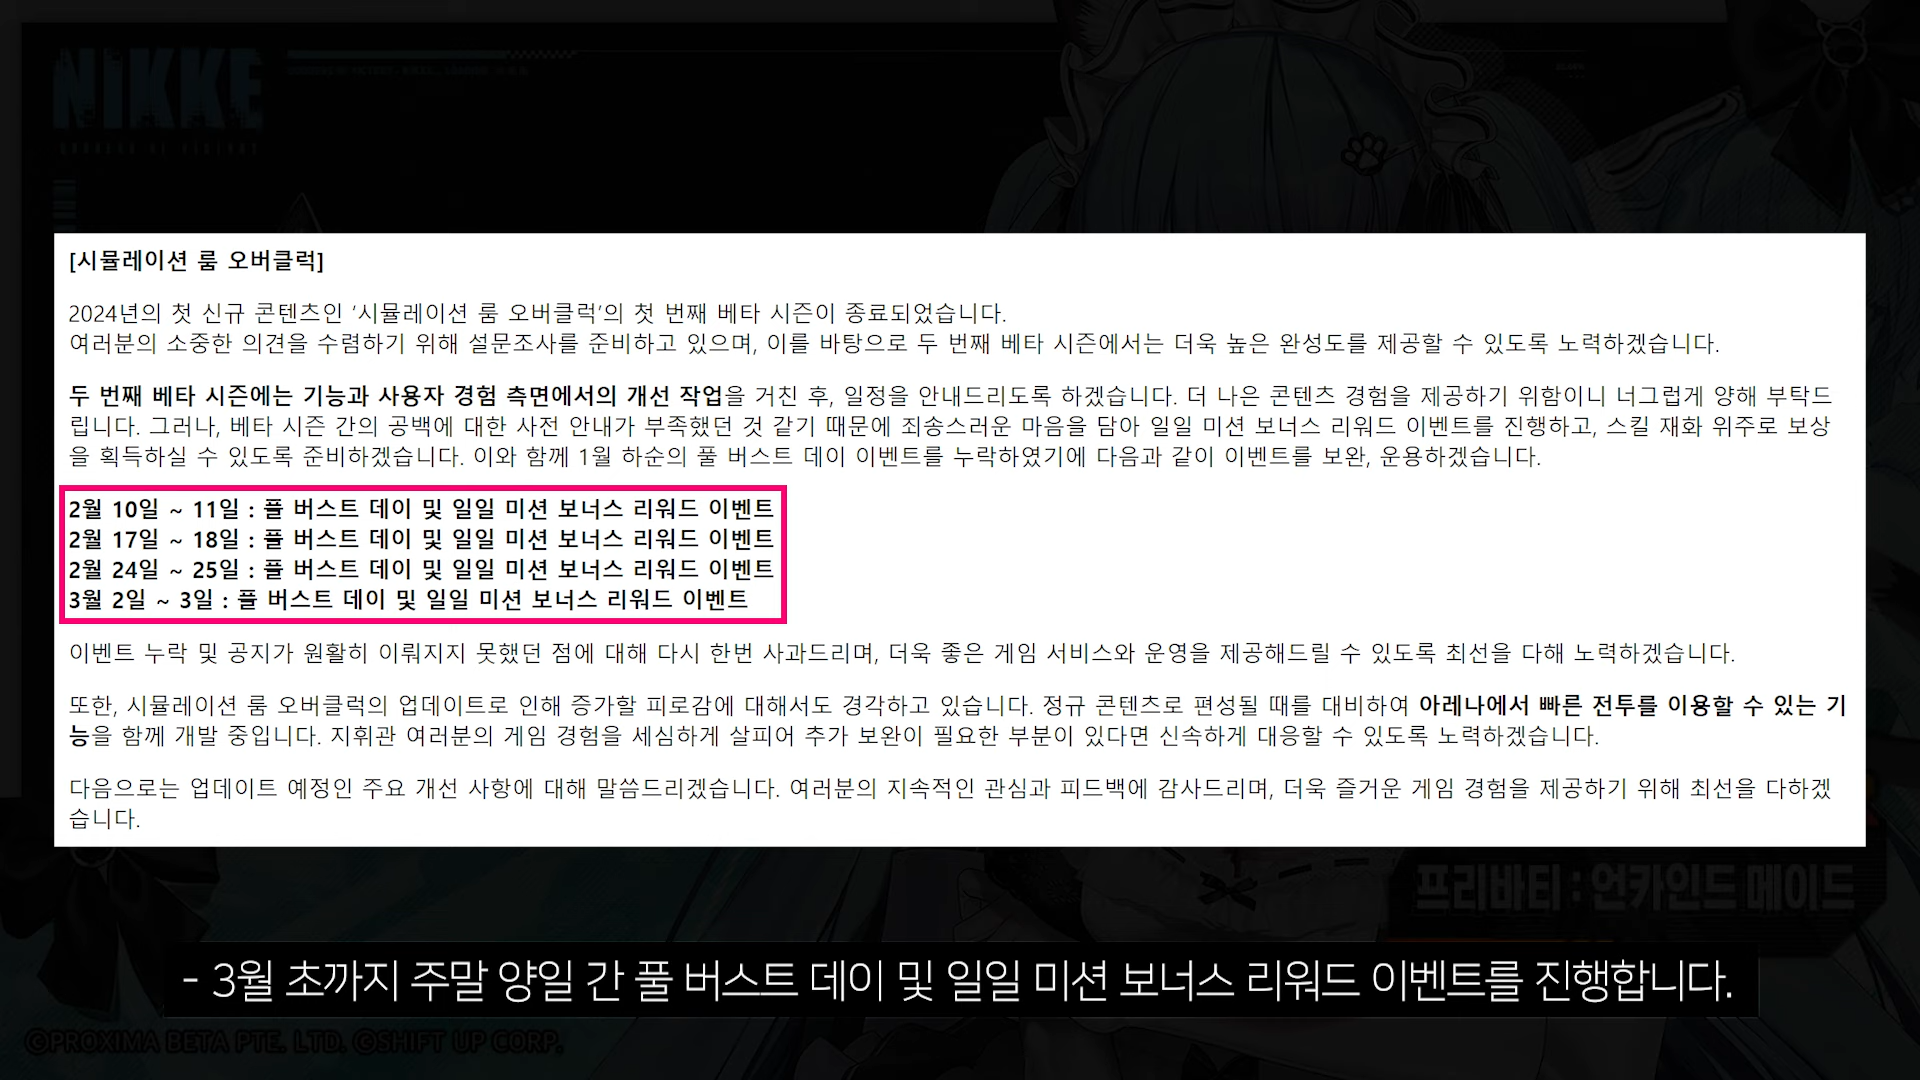 NIKKE
[시뮬레이션 룸 오버클럭]
2024년의 첫 신규 콘텐츠인 ‘시뮬레이션 룸 오버클럭’의 첫 번째 베타 시즌이 종료되었습니다.
여러분의 소중한 의견을 수렴하기 위해 설문조사를 준비하고 있으며, 이를 바탕으로 두 번째 베타 시즌에서는 더욱 높은 완성도를 제공할 수 있도록 노력하겠습니다.
두 번째 베타 시즌에는 기능과 사용자 경험 측면에서의 개선 작업을 거친 후, 일정을 안내드리도록 하겠습니다. 더 나은 콘텐츠 경험을 제공하기 위함이니 너그럽게 양해 부탁드
립니다. 그러나, 베타 시즌 간의 공백에 대한 사전 안내가 부족했던 것 같기 때문에 죄송스러운 마음을 담아 일일 미션 보너스 리워드 이벤트를 진행하고, 스킬 재화 위주로 보상
을 획득하실 수 있도록 준비하겠습니다. 이와 함께 1월 하순의 풀 버스트 데이 이벤트를 누락하였기에 다음과 같이 이벤트를 보완, 운용하겠습니다.
2월 10일 ~ 11일 : 풀 버스트 데이 및 일일 미션 보너스 리워드 이벤트
2월 17일 ~ 18일 : 풀 버스트 데이 및 일일 미션 보너스 리워드 이벤트
2월 24일 ~ 25일 : 풀 버스트 데이 및 일일 미션 보너스 리워드 이벤트
3월 2일 ~ 3일 : 풀 버스트 데이 및 일일 미션 보너스 리워드 이벤트
이벤트 누락 및 공지가 원활히 이뤄지지 못했던 점에 대해 다시 한번 사과드리며, 더욱 좋은 게임 서비스와 운영을 제공해드릴 수 있도록 최선을 다해 노력하겠습니다.
또한, 시뮬레이션 룸 오버클럭의 업데이트로 인해 증가할 피로감에 대해서도 경각하고 있습니다. 정규 콘텐츠로 편성될 때를 대비하여 아레나에서 빠른 전투를 이용할 수 있는 기
능을 함께 개발 중입니다. 지휘관 여러분의 게임 경험을 세심하게 살피어 추가 보완이 필요한 부분이 있다면 신속하게 대응할 수 있도록 노력하겠습니다.
다음으로는 업데이트 예정인 주요 개선 사항에 대해 말씀드리겠습니다. 여러분의 지속적인 관심과 피드백에 감사드리며, 더욱 즐거운 게임 경험을 제공하기 위해 최선을 다하겠
습니다.
프리바티 : 언카인드 메이드
- 3월 초까지 주말 양일 간 풀 버스트 데이 및 일일 미션 보너스 리워드 이벤트를 진행합니다.
©PROXIMA BETA PTE. LTD. ©SHIFT UP CORP.